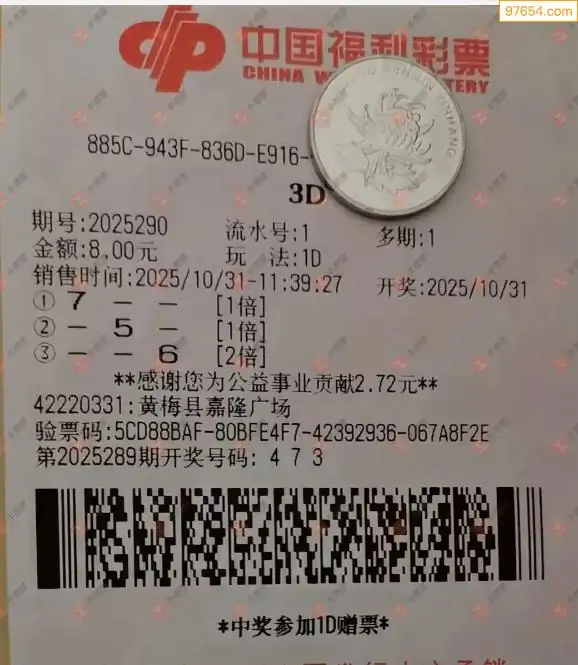 97654.com
中国福利彩票
CHINA W TERY
885C-943F-836D-E916-
3D
期号:2025290 流水号:1 多期:1
金额:8.00元 玩 法:1D
销售时间:2025/10/31-11:39:27 开奖:2025/10/31
① 7 - - [1倍]
② - 5 - [1倍]
③ - - 6 [2倍]
**感谢您为公益事业贡献2.72元**
42220331:黄梅县嘉隆广场
验票码:5CD88BAF-80BFE4F7-42392936-067A8F2E
第2025289期开奖号码: 4 7 3
*中奖参加1D赠票*